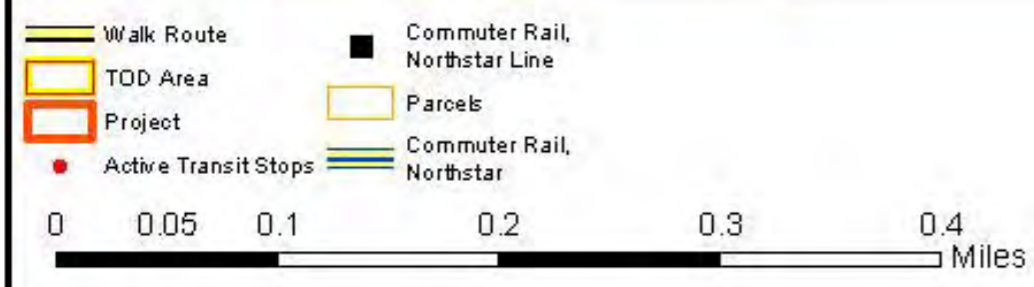 Walk Route
TOD Area
Project
Active Transit Stops
Commuter Rail,
Northstar Line
Parcels
Commuter Rail,
Northstar
0 0.05 0.1 0.2 0.3 0.4
Miles